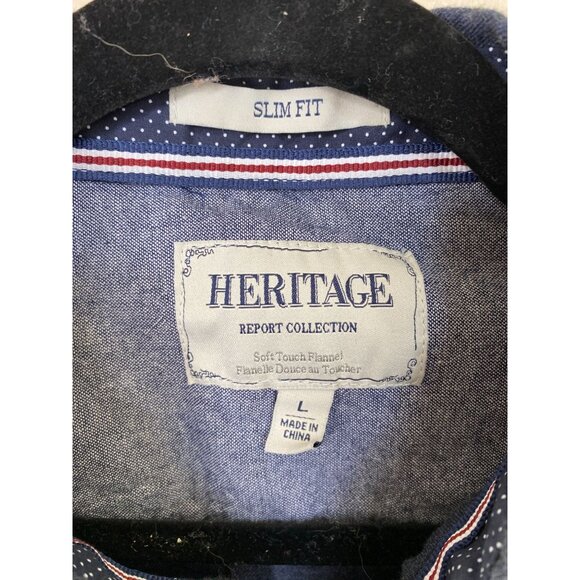 SLIM FIT
HERITAGE
REPORT COLLECTION
Soft Touch Flannel
Flanelle Douce au Toucher
L
MADE IN
CHINA